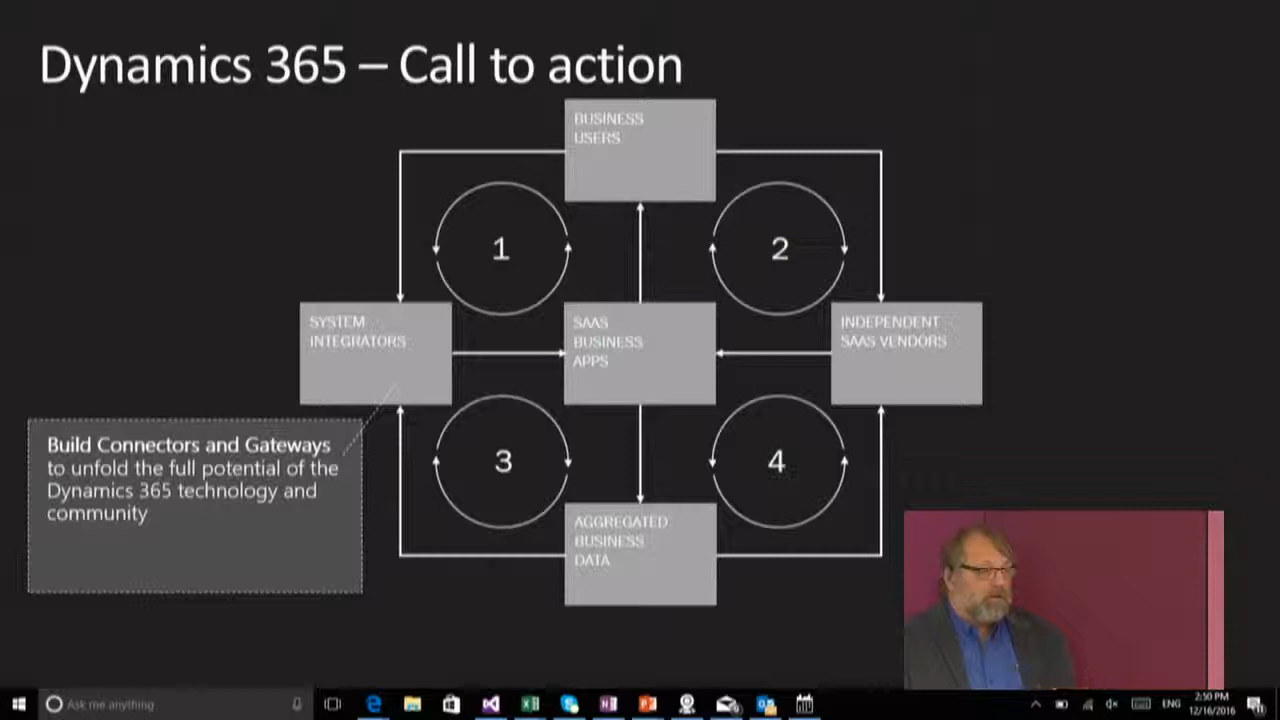 Dynamics 365 – Call to action
BUSINESS
USERS
1
2
SYSTEM
INTEGRATORS
SAAS
BUSINESS
APPS
INDEPENDENT
SAAS VENDORS
Build Connectors and Gateways
to unfold the full potential of the
Dynamics 365 technology and
community
3
4
AGGREGATED
BUSINESS
DATA
Ask me anything
ENG
2:50 PM
12/16/2016